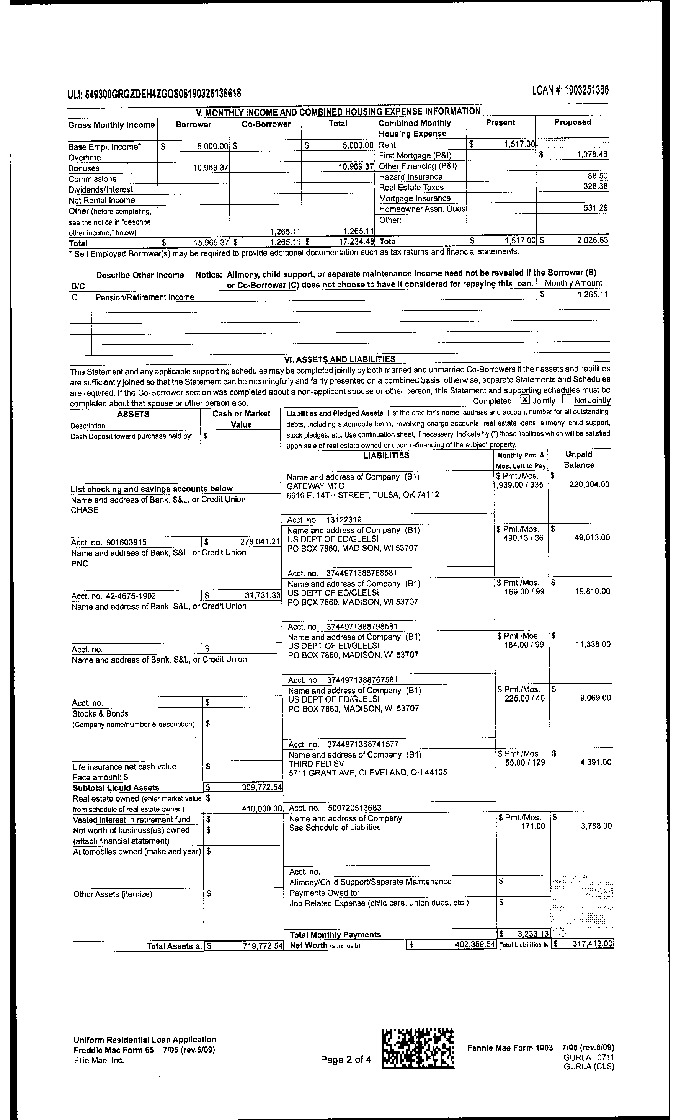 ULI: 549300GRGZDEH4ZGQS0619032513861​8 LOAN #: 1903251386
V. MONTHLY INCOME AND COMBINED HOUSING EXPENSE INFORMATION
Gross Monthly Income Borrower Co-Borrower Total Combined Monthly Housing Expense Present Proposed
Base Empl. Income* $ 5,000.00 $ $ 5,000.00 Rent $ 1,517.00
Overtime First Mortgage (P&I) $ 1,078.48
Bonuses 10,969.37 10,969.37 Other Financing (P&I)
Commissions Hazard Insurance 88.50
Dividends/Interest Real Estate Taxes 328.38
Net Rental Income Mortgage Insurance
Other (before completing, Homeowner Assn. Dues 531.29
see the notice in "describe Other:
other income," below) 1,265.11 1,265.11
Total $ 15,969.37 $ 1,265.11 $ 17,234.48 Total $ 1,517.00 $ 2,026.65
* Self Employed Borrower(s) may be required to provide additional documentation such as tax returns and financial statements.
Describe Other Income Notice: Alimony, child support, or separate maintenance income need not be revealed if the Borrower (B)
B/C or Co-Borrower (C) does not choose to have it considered for repaying this loan. Monthly Amount
C Pension/Retirement Income $ 1,265.11
VI. ASSETS AND LIABILITIES
This Statement and any applicable supporting schedules may be completed jointly by both married and unmarried Co-Borrowers if their assets and liabilities
are sufficiently joined so that the Statement can be meaningfully and fairly presented on a combined basis; otherwise, separate Statements and Schedules
are required. If the Co-Borrower section was completed about a non-applicant spouse or other person, this Statement and supporting schedules must be
completed about that spouse or other person also. Completed X Jointly Not Jointly
ASSETS Cash or Market Value
Description
Cash Deposit toward purchase held by: $
Liabilities and Pledged Assets. List the creditor's name, address and account number for all outstanding
debts, including automobile loans, revolving charge accounts, real estate loans, alimony, child support,
stock pledges, etc. Use continuation sheet, if necessary. Indicate by (*) those liabilities which will be satisfied
upon sale of real estate owned or upon refinancing of the subject property.
LIABILITIES Monthly Pmt. & Mos. Left to Pay Unpaid Balance
List checking and savings accounts below
Name and address of Bank, S&L, or Credit Union
CHASE
Name and address of Company (B1) $ Pmt./Mos. $
GATEWAY MTG 1,939.00 / 336 220,304.00
6910 E. 14TH STREET, TULSA, OK 74112
Acct. no. 13122319
Acct. no. 901603915 $ 278,041.21
Name and address of Bank, S&L, or Credit Union
PNC
Name and address of Company (B1) $ Pmt./Mos. $
US DEPT OF ED/GLELSI 490.13 / 36 49,013.00
PO BOX 7860, MADISON, WI 53707
Acct. no. 3744971388768581
Acct. no. 42-4675-1902 $ 31,731.33
Name and address of Bank, S&L, or Credit Union
Name and address of Company (B1) $ Pmt./Mos. $
US DEPT OF ED/GLELSI 169.00 / 99 19,810.00
PO BOX 7860, MADISON, WI 53707
Acct. no. 3744971388798581
Acct. no. $
Name and address of Bank, S&L, or Credit Union
Name and address of Company (B1) $ Pmt./Mos. $
US DEPT OF ED/GLELSI 184.00 / 99 11,338.00
PO BOX 7860, MADISON, WI 53707
Acct. no. 3744971388767581
Acct. no. $
Stocks & Bonds
(Company name/number & description) $
Name and address of Company (B1) $ Pmt./Mos. $
US DEPT OF ED/GLELSI 225.00 / 46 9,069.00
PO BOX 7860, MADISON, WI 53707
Acct. no. 3744971388741577
Life insurance net cash value $
Face amount: $
Name and address of Company (B1) $ Pmt./Mos. $
THIRD FED SV 55.00 / 129 4,391.00
5711 GRANT AVE, CLEVELAND, OH 44105
Subtotal Liquid Assets $ 309,772.54
Real estate owned (enter market value $
from schedule of real estate owned) 410,000.00 Acct. no. 500720513683
Vested interest in retirement fund $
Net worth of business(es) owned $
(attach financial statement)
Name and address of Company $ Pmt./Mos. $
See Schedule of Liabilities 171.00 3,788.00
Automobiles owned (make and year) $
Acct. no.
Alimony/Child Support/Separate Maintenance $
Payments Owed to:
Other Assets (itemize) $
Job-Related Expense (child care, union dues, etc.) $
Total Monthly Payments $ 3,233.13
Total Assets a. $ 719,772.54 Net Worth $ 402,359.54 Total Liabilities b. $ 317,413.00
Uniform Residential Loan Application
Freddie Mac Form 65 7/05 (rev.6/09)
Ellie Mae, Inc.
Page 2 of 4
Fannie Mae Form 1003 7/05 (rev.6/09)
GURLA 0711
GURLA (CLS)